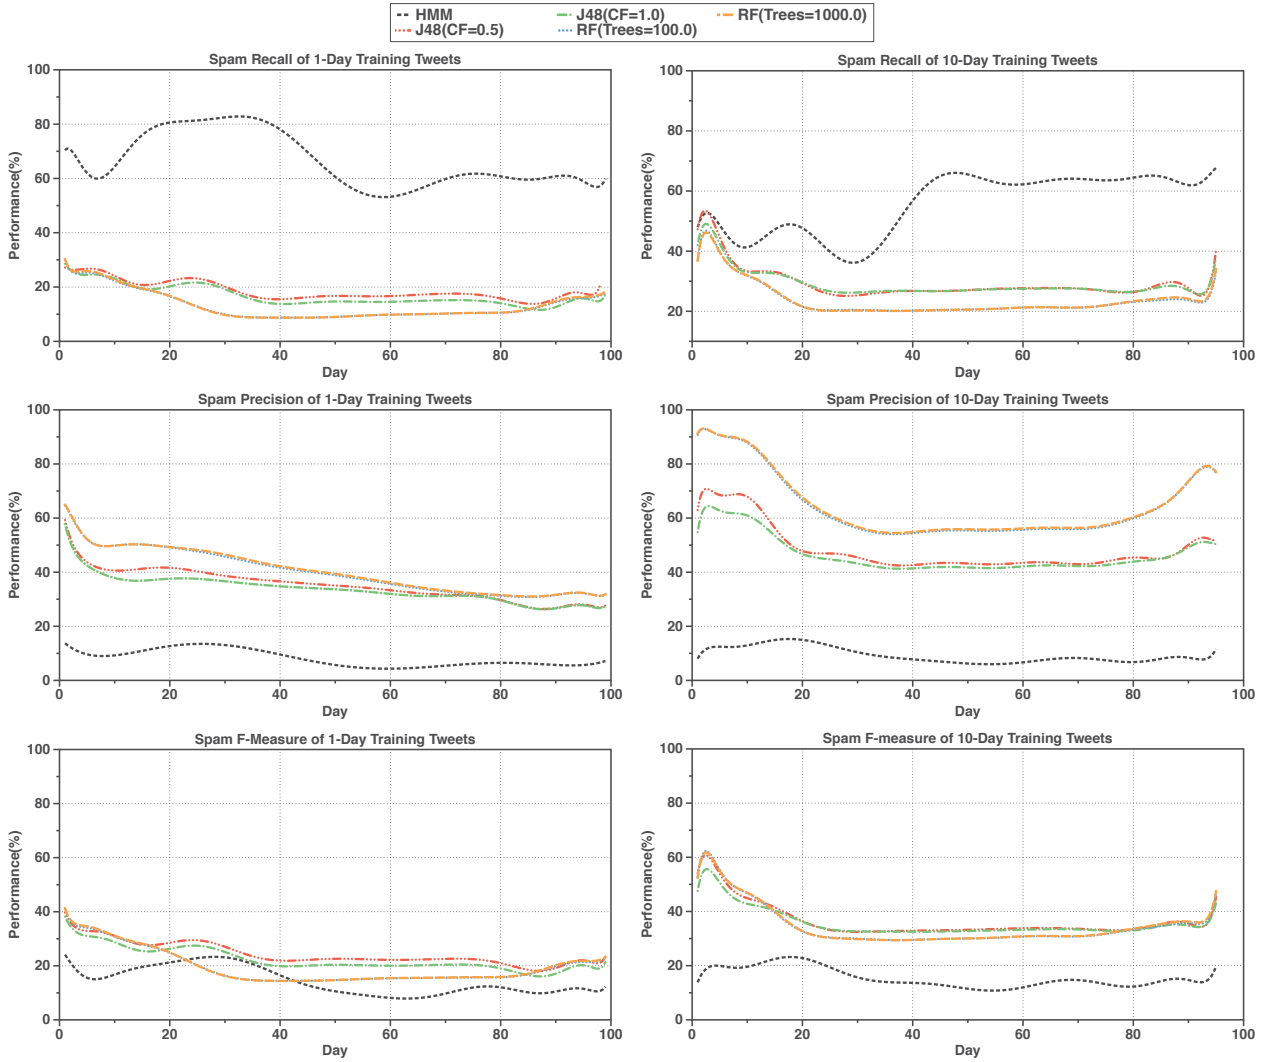 HMM J48(CF=1.0) RF(Trees=1000.0)
J48(CF=0.5) RF(Trees=100.0)
Spam Recall of 1-Day Training Tweets
Performance(%)
100
80
60
40
20
0
0 20 40 60 80 100
Day
Spam Recall of 10-Day Training Tweets
Performance(%)
100
80
60
40
20
0 20 40 60 80 100
Day
Spam Precision of 1-Day Training Tweets
Performance(%)
100
80
60
40
20
0
0 20 40 60 80 100
Day
Spam Precision of 10-Day Training Tweets
Performance(%)
100
80
60
40
20
0
0 20 40 60 80 100
Day
Spam F-Measure of 1-Day Training Tweets
Performance(%)
100
80
60
40
20
0
0 20 40 60 80 100
Day
Spam F-measure of 10-Day Training Tweets
Performance(%)
100
80
60
40
20
0
0 20 40 60 80 100
Day